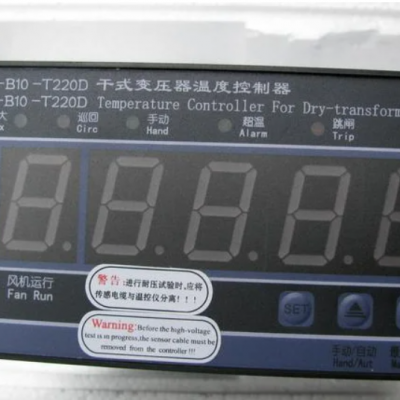 -B10 -T220D 干式变压器温度控制器
-B10 -T220D Temperature Controller For Dry-transform
大 巡回 手动 超温 跳闸
x Circ Hand Alarm Trip
风机运行
Fan Run
警告:进行耐压试验时,应将
传感电缆与温控仪分离!!!
Warning:Before the high-voltage
test is in progress,the sensor cable must be
removed from the controller!!!
SET
手动/自动
Hand/Aut